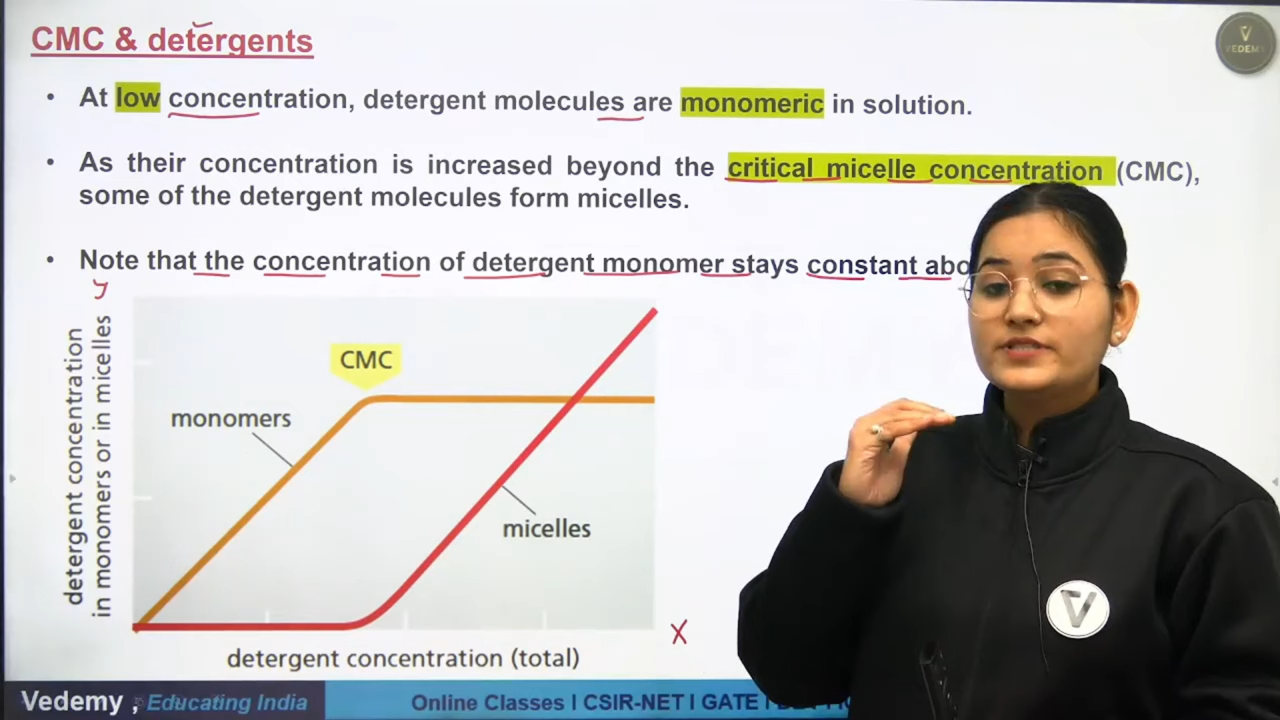 CMC & detergents
VEDEMY
• At low concentration, detergent molecules are monomeric in solution.
• As their concentration is increased beyond the critical micelle concentration (CMC),
some of the detergent molecules form micelles.
• Note that the concentration of detergent monomer stays constant
y
detergent concentration
in monomers or in micelles
CMC
monomers
micelles
x
detergent concentration (total)
Vedemy , Educating India
Online Classes I CSIR-NET I GATE I